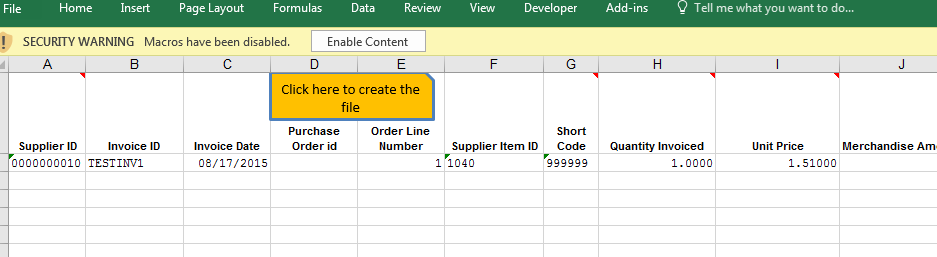 File Home Insert Page Layout Formulas Data Review View Developer Add-ins Tell me what you want to do...
SECURITY WARNING Macros have been disabled. Enable Content
A B C D E F G H I J
Click here to create the
file
Supplier ID Invoice ID Invoice Date Purchase Order id Order Line Number Supplier Item ID Short Code Quantity Invoiced Unit Price Merchandise Am
0000000010 TESTINV1 08/17/2015 1 1040 999999 1.0000 1.51000